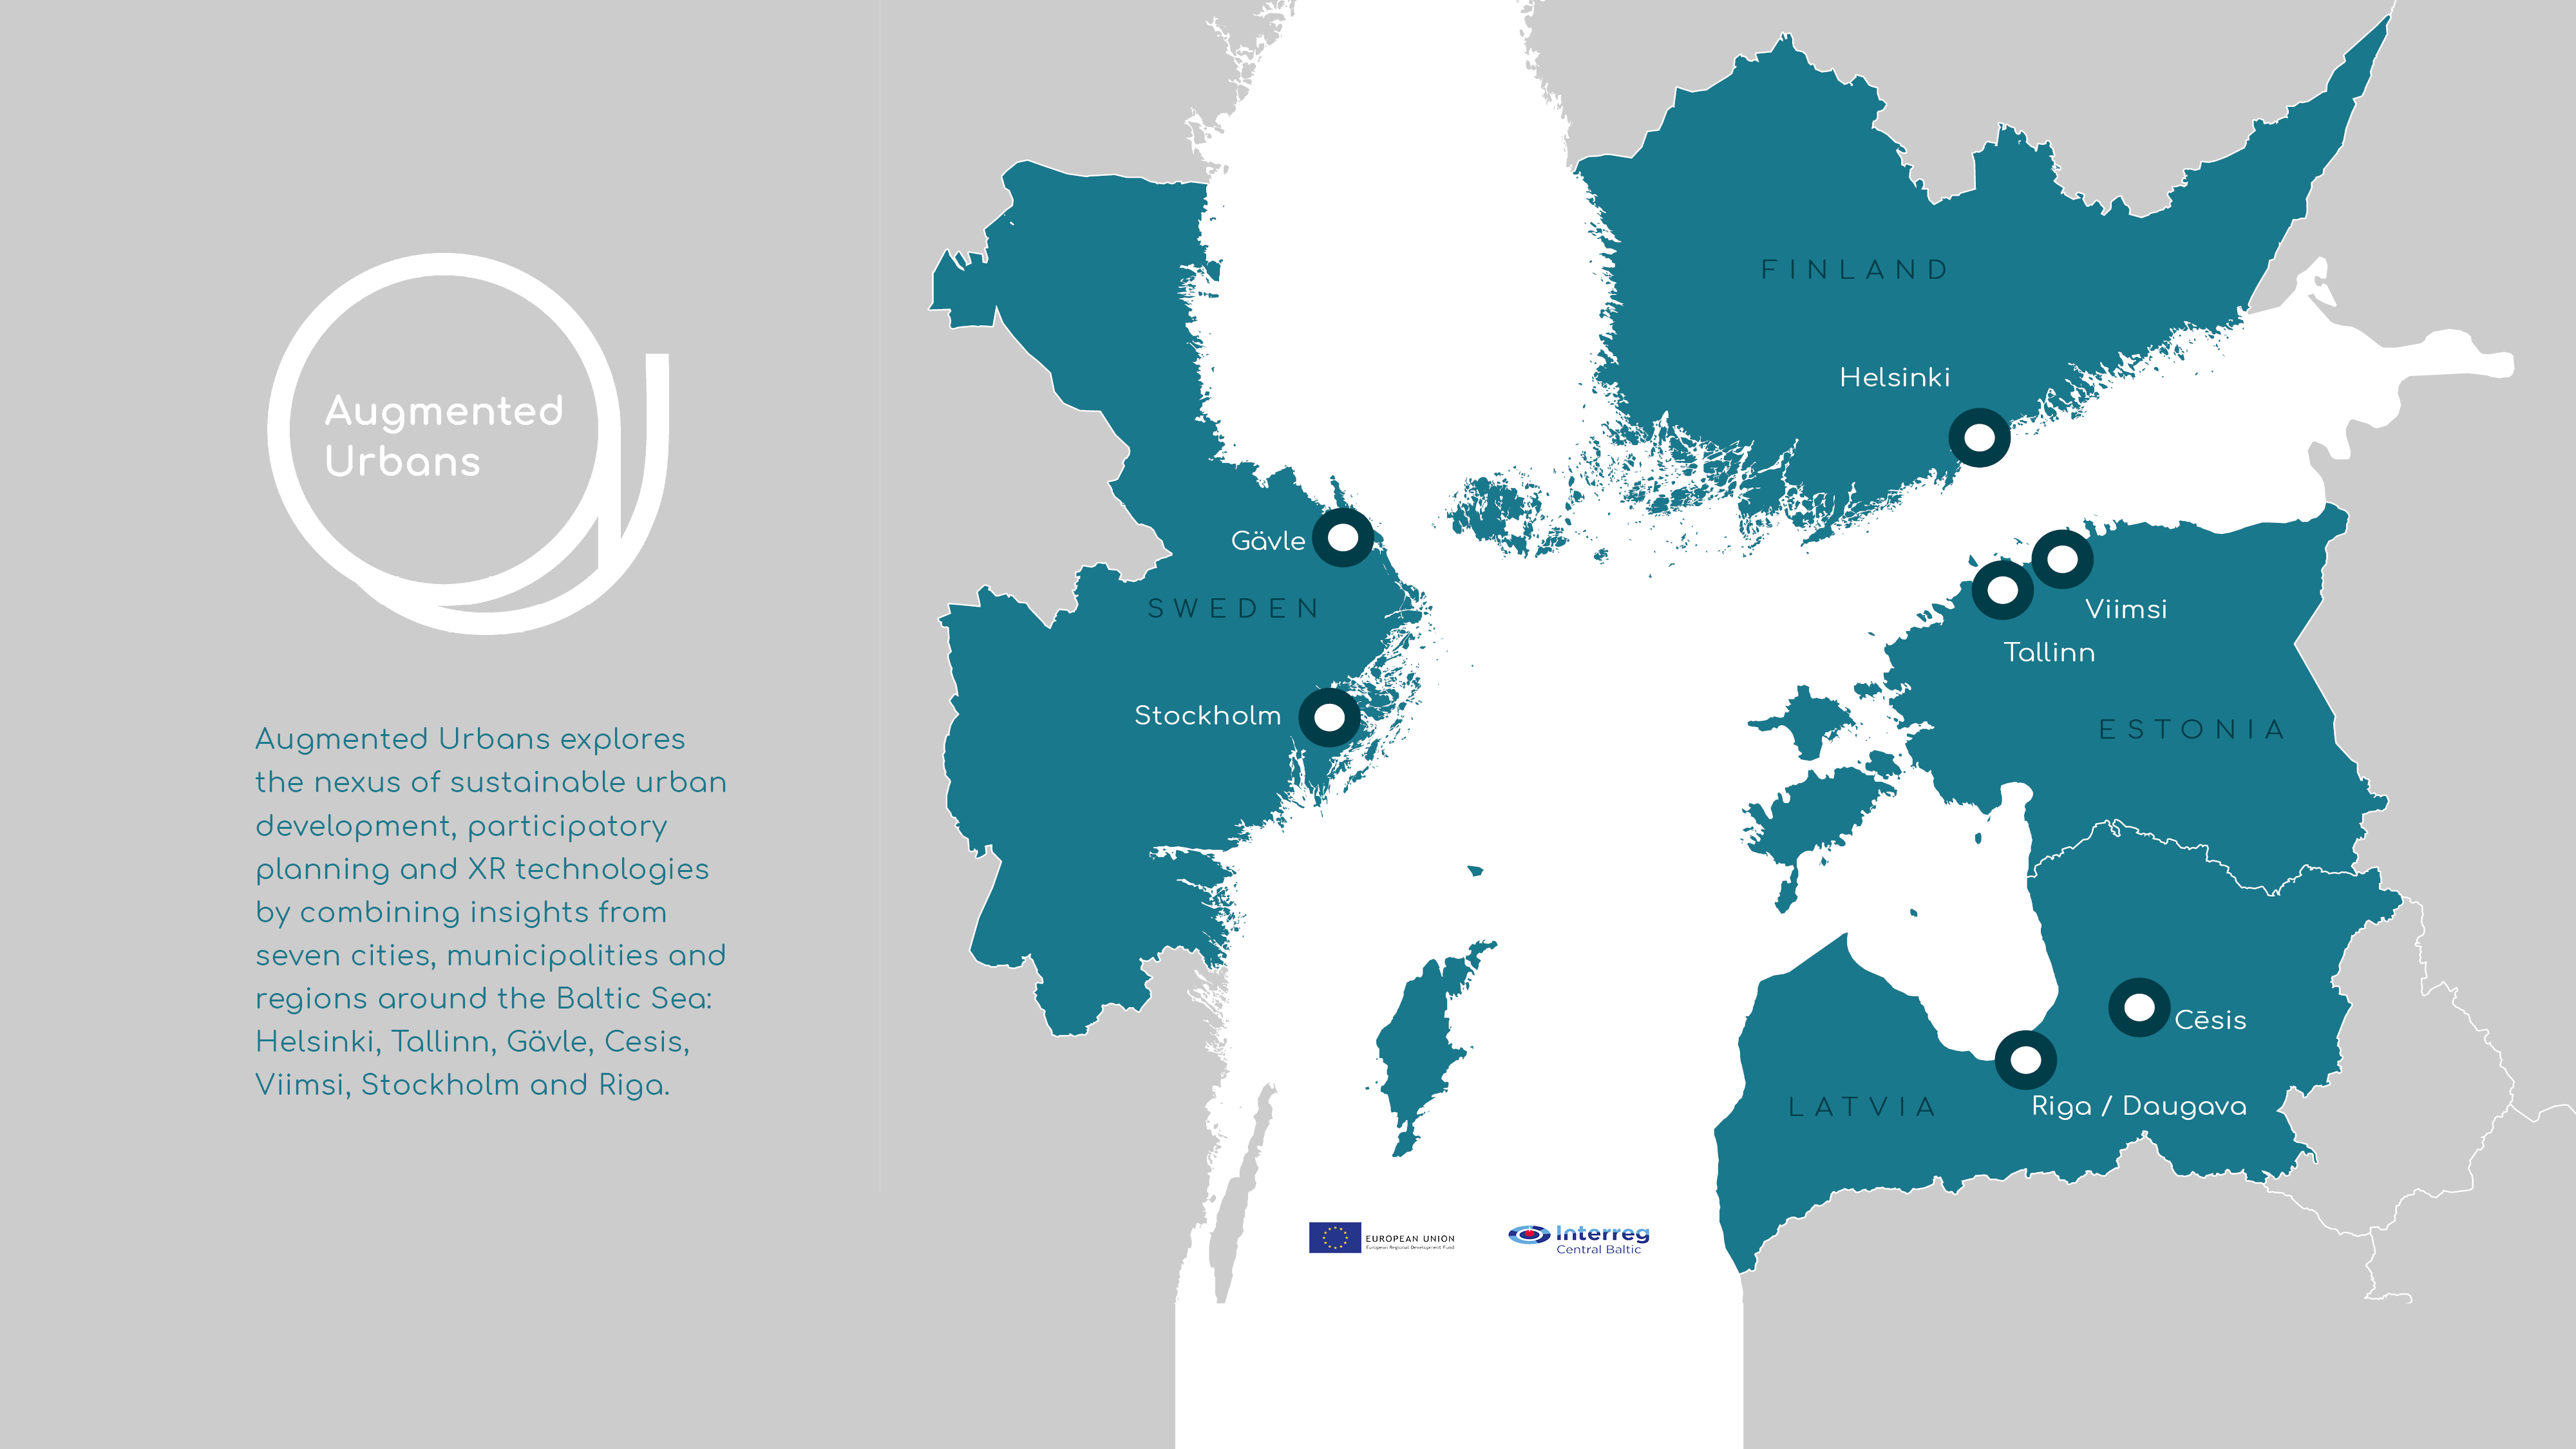 Augmented
Urbans
Augmented Urbans explores
the nexus of sustainable urban
development, participatory
planning and XR technologies
by combining insights from
seven cities, municipalities and
regions around the Baltic Sea:
Helsinki, Tallinn, Gävle, Cesis,
Viimsi, Stockholm and Riga.
FINLAND
Helsinki
Gävle
SWEDEN
Stockholm
Viimsi
Tallinn
ESTONIA
Cēsis
Riga / Daugava
LATVIA
EUROPEAN UNION
European Regional Development Fund
Interreg
Central Baltic